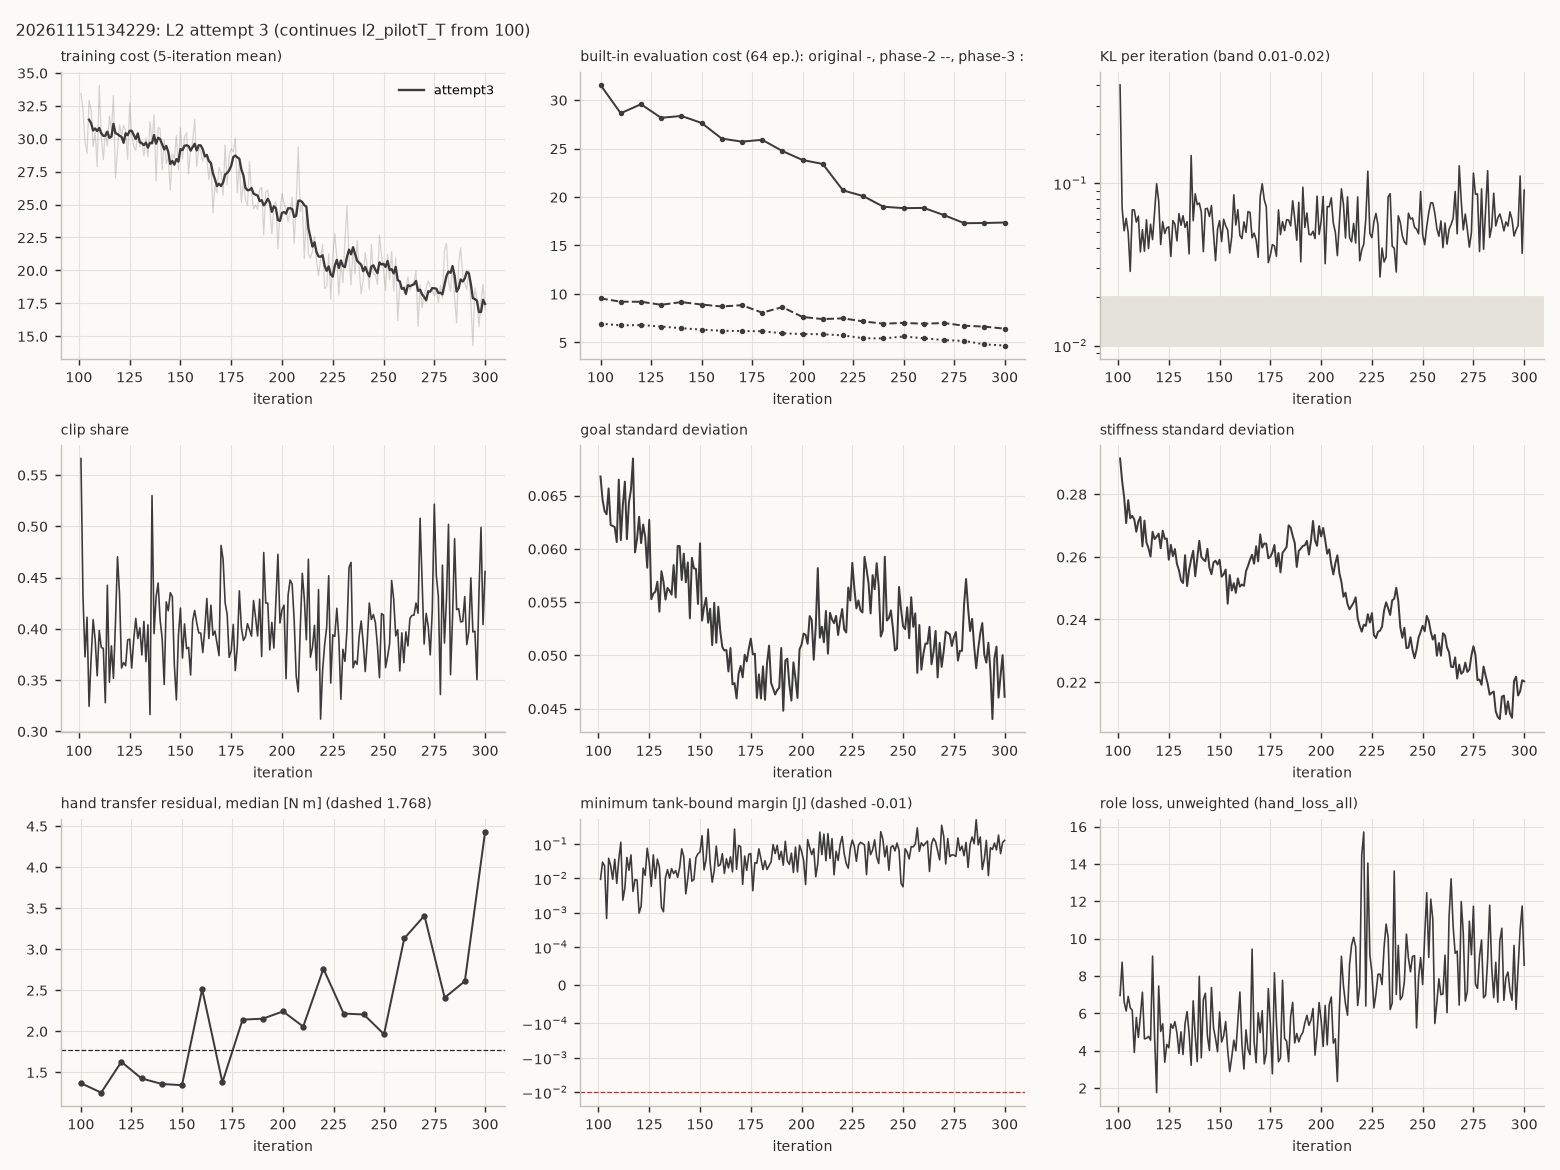 20261115134229: L2 attempt 3 (continues l2_pilotT_T from 100)
training cost (5-iteration mean)
35.0
32.5
30.0
27.5
25.0
22.5
20.0
17.5
15.0
attempt3
100 125 150 175 200 225 250 275 300
iteration
built-in evaluation cost (64 ep.): original -, phase-2 --, phase-3 :
30
25
20
15
10
5
100 125 150 175 200 225 250 275 300
iteration
KL per iteration (band 0.01-0.02)
10⁻¹
10⁻²
100 125 150 175 200 225 250 275 300
iteration
clip share
0.55
0.50
0.45
0.40
0.35
0.30
100 125 150 175 200 225 250 275 300
iteration
goal standard deviation
0.065
0.060
0.055
0.050
0.045
100 125 150 175 200 225 250 275 300
iteration
stiffness standard deviation
0.28
0.26
0.24
0.22
100 125 150 175 200 225 250 275 300
iteration
hand transfer residual, median [N m] (dashed 1.768)
4.5
4.0
3.5
3.0
2.5
2.0
1.5
100 125 150 175 200 225 250 275 300
iteration
minimum tank-bound margin [J] (dashed -0.01)
10⁻¹
10⁻²
10⁻³
10⁻⁴
0
−10⁻⁴
−10⁻³
−10⁻²
100 125 150 175 200 225 250 275 300
iteration
role loss, unweighted (hand_loss_all)
16
14
12
10
8
6
4
2
100 125 150 175 200 225 250 275 300
iteration